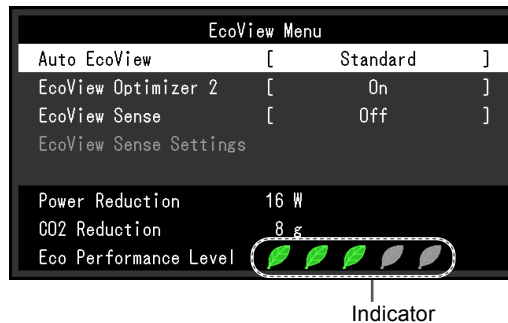 EcoView Menu
Auto EcoView [ Standard ]
EcoView Optimizer 2 [ On ]
EcoView Sense [ Off ]
EcoView Sense Settings
Power Reduction 16 W
CO2 Reduction 8 g
Eco Performance Level
Indicator